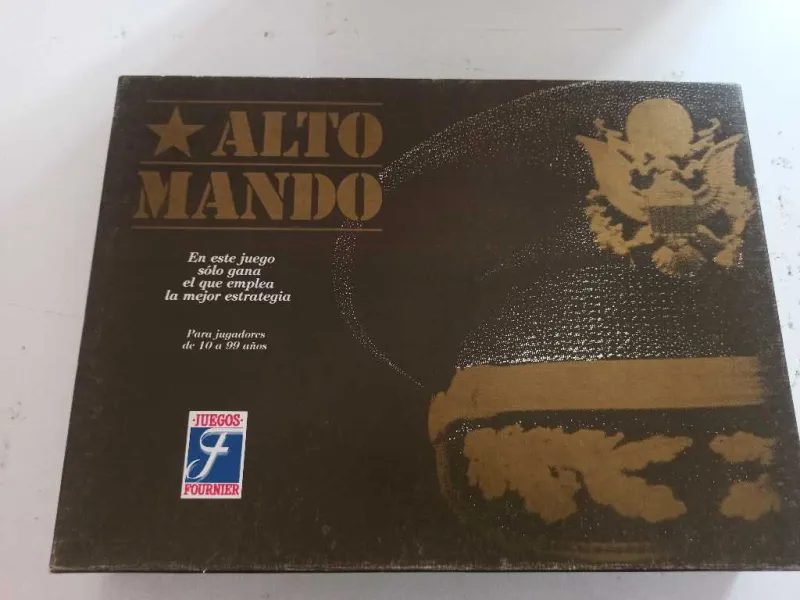 ALTO
MANDO
En este juego
sólo gana
el que emplea
la mejor estrategia
Para jugadores
de 10 a 99 años
·JUEGOS·
F
FOURNIER